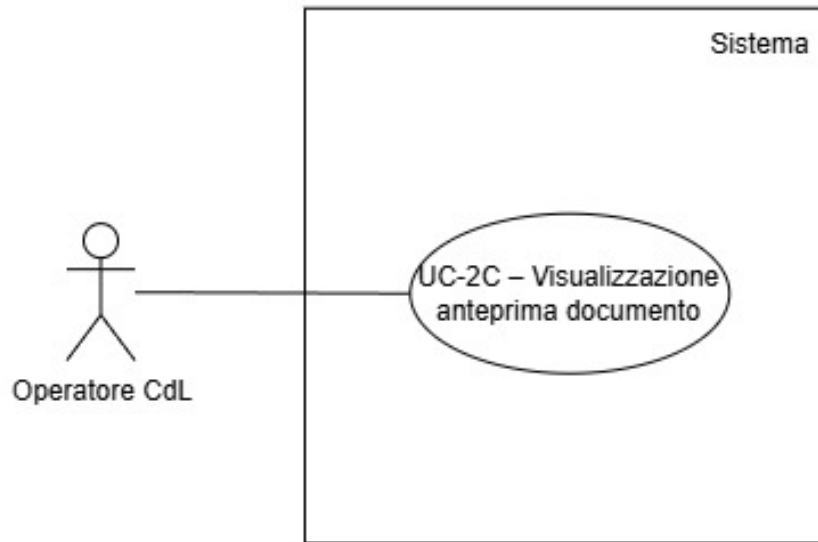 Sistema
UC-2C – Visualizzazione
anteprima documento
Operatore CdL